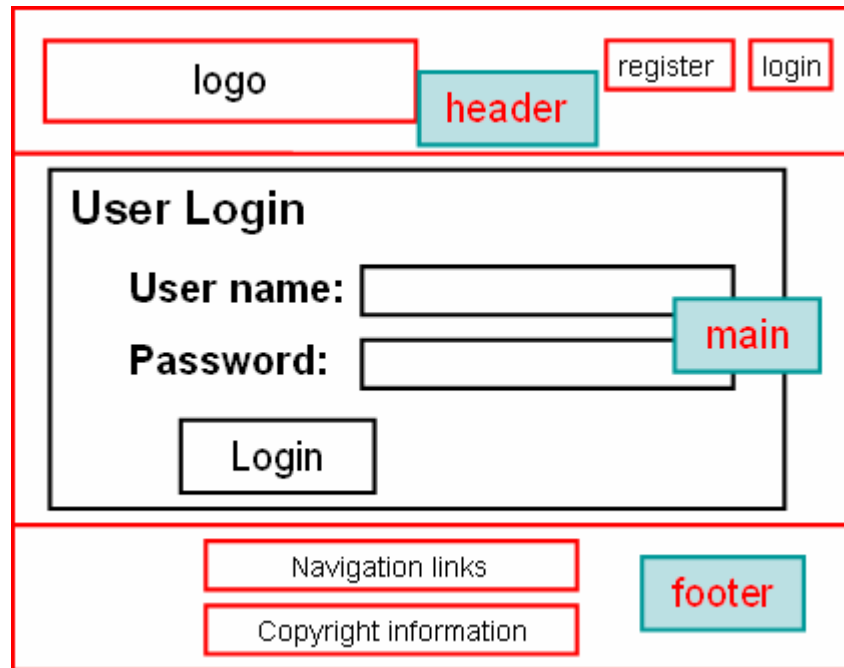 logo
header
register
login
User Login
User name:
main
Password:
Login
Navigation links
footer
Copyright information